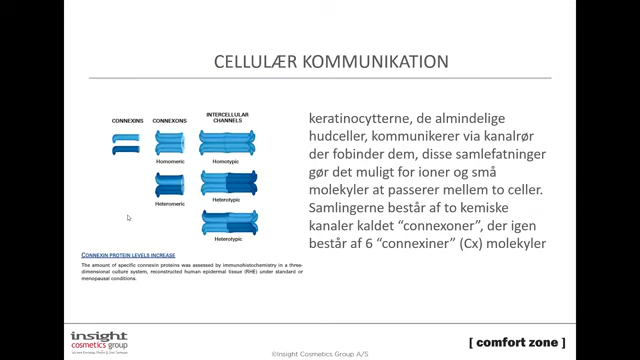 CELLULÆR KOMMUNIKATION
CONNEXINS
CONNEXONS
INTERCELLULAR
CHANNELS
Homomeric
Homotypic
Heteromeric
Heterotypic
Heterotypic
CONNEXIN PROTEIN LEVELS INCREASE
The amount of specific connexin proteins was assessed by immunohistochemistry in a three-
dimensional culture system, reconstructed human epidermal tissue (RHE) under standard or
menopausal conditions.
keratinocytterne, de almindelige
hudceller, kommunikerer via kanalrør
der fobinder dem, disse samlefatninger
gør det muligt for ioner og små
molekyler at passerer mellem to celler.
Samlingerne består af to kemiske
kanaler kaldet “connexoner”, der igen
består af 6 “connexiner” (Cx) molekyler
insight
cosmetics group
©Insight Cosmetics Group A/S
[ comfort zone ]